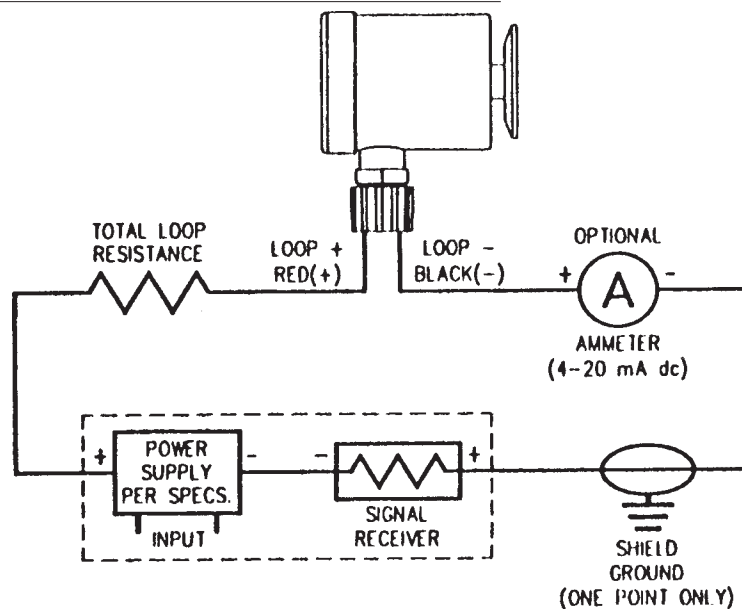 TOTAL LOOP
RESISTANCE
LOOP +
RED(+)
LOOP -
BLACK(-)
OPTIONAL
+
A
-
AMMETER
(4-20 mA dc)
+
POWER
SUPPLY
PER SPECS.
-
INPUT
-
+
SIGNAL
RECEIVER
SHIELD
GROUND
(ONE POINT ONLY)